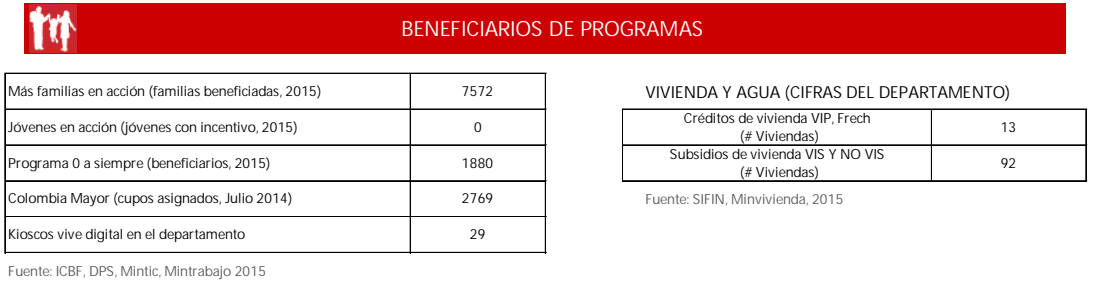 BENEFICIARIOS DE PROGRAMAS
Más familias en acción (familias beneficiadas, 2015) 7572
Jóvenes en acción (jóvenes con incentivo, 2015) 0
Programa 0 a siempre (beneficiarios, 2015) 1880
Colombia Mayor (cupos asignados, Julio 2014) 2769
Kioscos vive digital en el departamento 29
Fuente: ICBF, DPS, Mintic, Mintrabajo 2015
VIVIENDA Y AGUA (CIFRAS DEL DEPARTAMENTO)
Créditos de vivienda VIP, Frech
(# Viviendas) 13
Subsidios de vivienda VIS Y NO VIS
(# Viviendas) 92
Fuente: SIFIN, Minvivienda, 2015